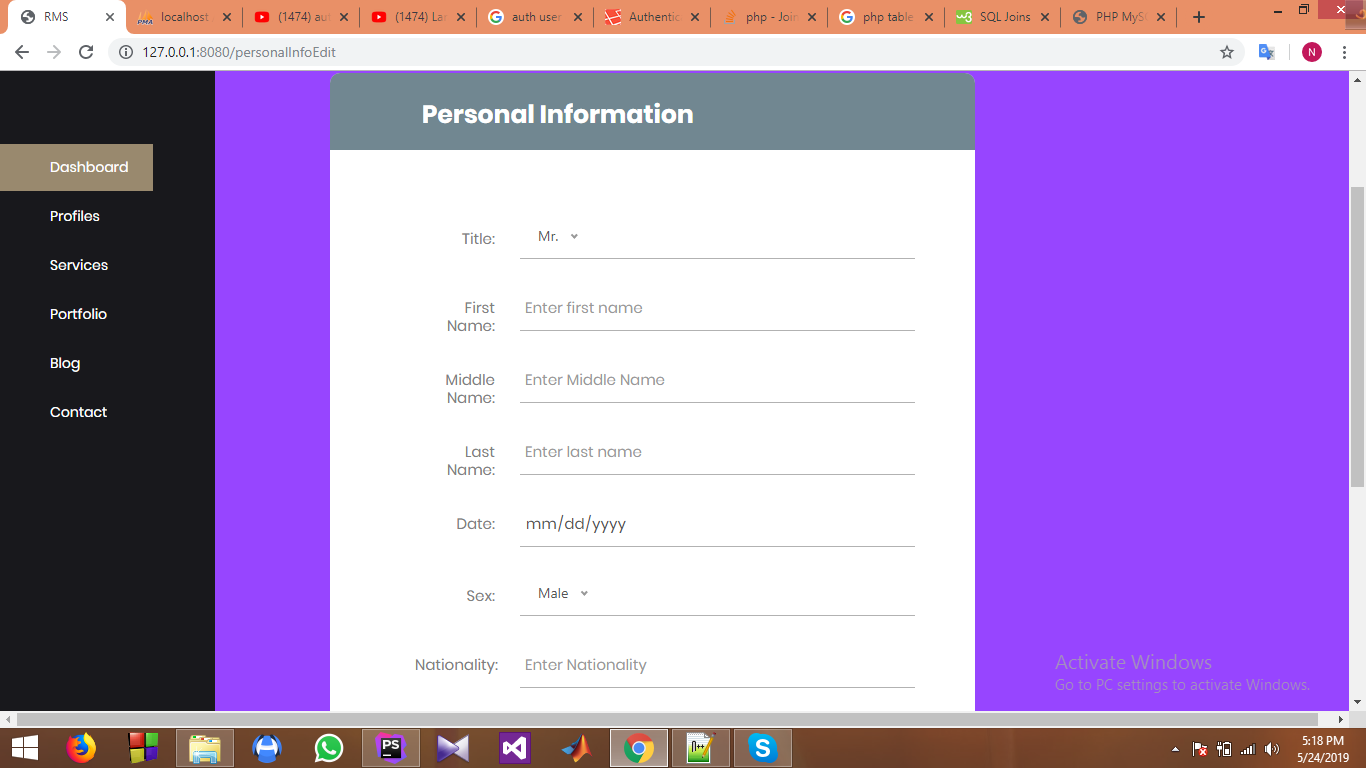 RMS
localhost
(1474) aut
(1474) Lar
auth user
Authentic
php - Join
php table
SQL Joins
PHP MyS
127.0.0.1:8080/personalInfoEdit
N
Personal Information
Dashboard
Profiles
Services
Portfolio
Blog
Contact
Title: Mr.
First
Name: Enter first name
Middle
Name: Enter Middle Name
Last
Name: Enter last name
Date: mm/dd/yyyy
Sex: Male
Nationality: Enter Nationality
Activate Windows
Go to PC settings to activate Windows.
PS
5:18 PM
5/24/2019